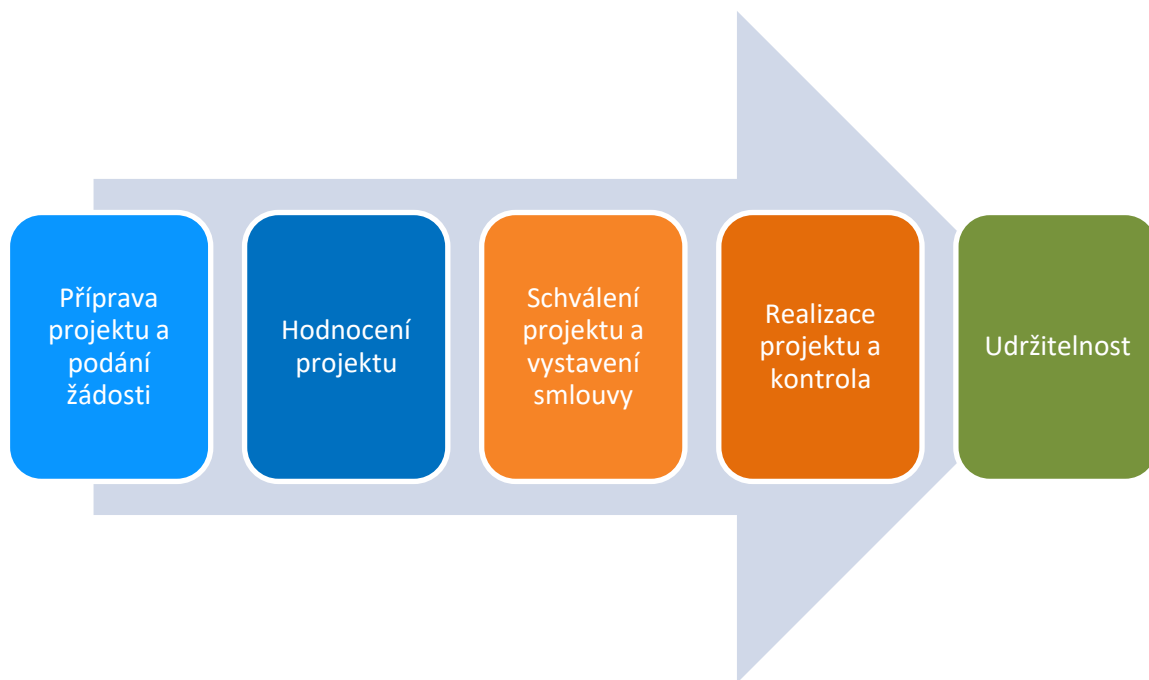 Příprava
projektu a
podání
žádosti
Hodnocení
projektu
Schválení
projektu a
vystavení
smlouvy
Realizace
projektu a
kontrola
Udržitelnost